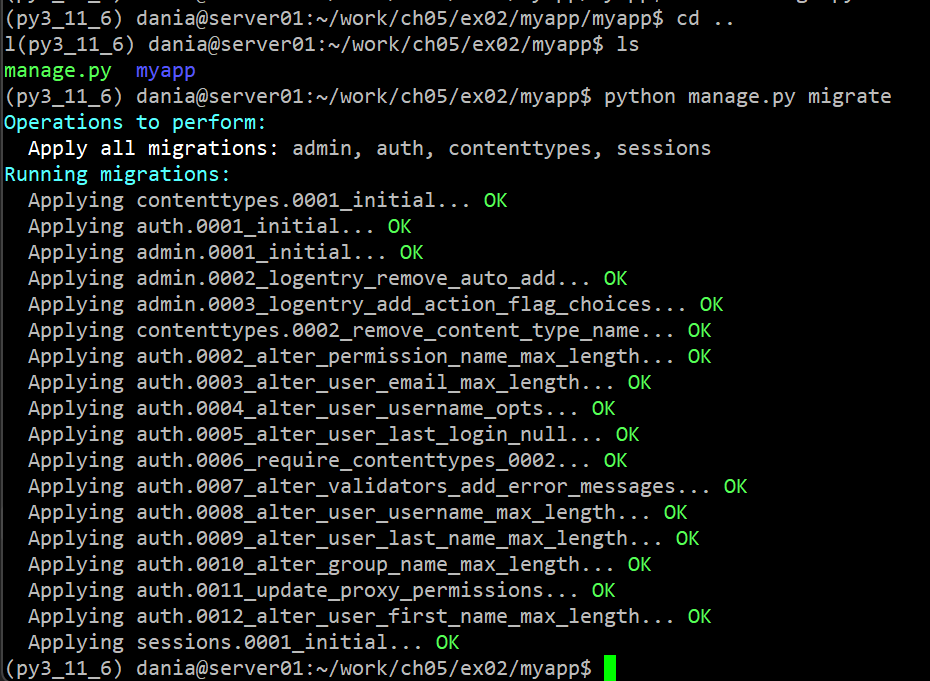 (py3_11_6) dania@server01:~/work/ch05/ex02/myapp/myapp$ cd ..
l(py3_11_6) dania@server01:~/work/ch05/ex02/myapp$ ls
manage.py  myapp
(py3_11_6) dania@server01:~/work/ch05/ex02/myapp$ python manage.py migrate
Operations to perform:
  Apply all migrations: admin, auth, contenttypes, sessions
Running migrations:
  Applying contenttypes.0001_initial... OK
  Applying auth.0001_initial... OK
  Applying admin.0001_initial... OK
  Applying admin.0002_logentry_remove_auto_add... OK
  Applying admin.0003_logentry_add_action_flag_choices... OK
  Applying contenttypes.0002_remove_content_type_name... OK
  Applying auth.0002_alter_permission_name_max_length... OK
  Applying auth.0003_alter_user_email_max_length... OK
  Applying auth.0004_alter_user_username_opts... OK
  Applying auth.0005_alter_user_last_login_null... OK
  Applying auth.0006_require_contenttypes_0002... OK
  Applying auth.0007_alter_validators_add_error_messages... OK
  Applying auth.0008_alter_user_username_max_length... OK
  Applying auth.0009_alter_user_last_name_max_length... OK
  Applying auth.0010_alter_group_name_max_length... OK
  Applying auth.0011_update_proxy_permissions... OK
  Applying auth.0012_alter_user_first_name_max_length... OK
  Applying sessions.0001_initial... OK
(py3_11_6) dania@server01:~/work/ch05/ex02/myapp$